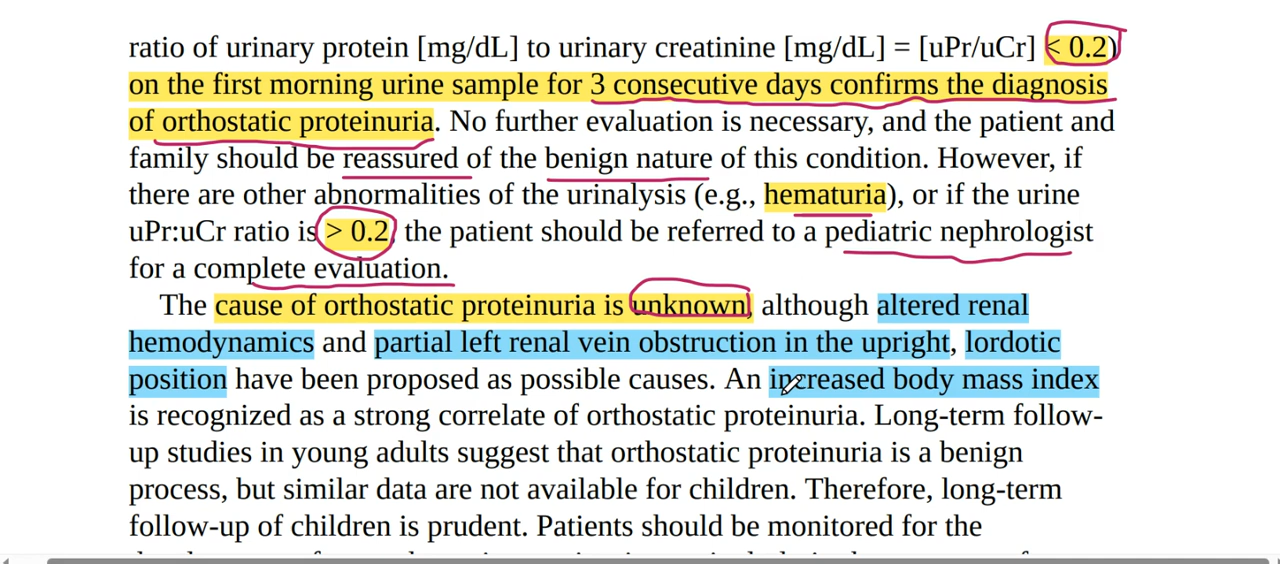 ratio of urinary protein [mg/dL] to urinary creatinine [mg/dL] = [uPr/uCr] < 0.2)
on the first morning urine sample for 3 consecutive days confirms the diagnosis
of orthostatic proteinuria. No further evaluation is necessary, and the patient and
family should be reassured of the benign nature of this condition. However, if
there are other abnormalities of the urinalysis (e.g., hematuria), or if the urine
uPr:uCr ratio is > 0.2, the patient should be referred to a pediatric nephrologist
for a complete evaluation.
The cause of orthostatic proteinuria is unknown, although altered renal
hemodynamics and partial left renal vein obstruction in the upright, lordotic
position have been proposed as possible causes. An increased body mass index
is recognized as a strong correlate of orthostatic proteinuria. Long-term follow-
up studies in young adults suggest that orthostatic proteinuria is a benign
process, but similar data are not available for children. Therefore, long-term
follow-up of children is prudent. Patients should be monitored for the